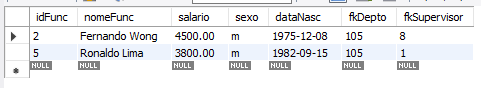 idFunc nomeFunc salario sexo dataNasc fkDepto fkSupervisor
2 Fernando Wong 4500.00 m 1975-12-08 105 8
5 Ronaldo Lima 3800.00 m 1982-09-15 105 1
NULL NULL NULL NULL NULL NULL NULL